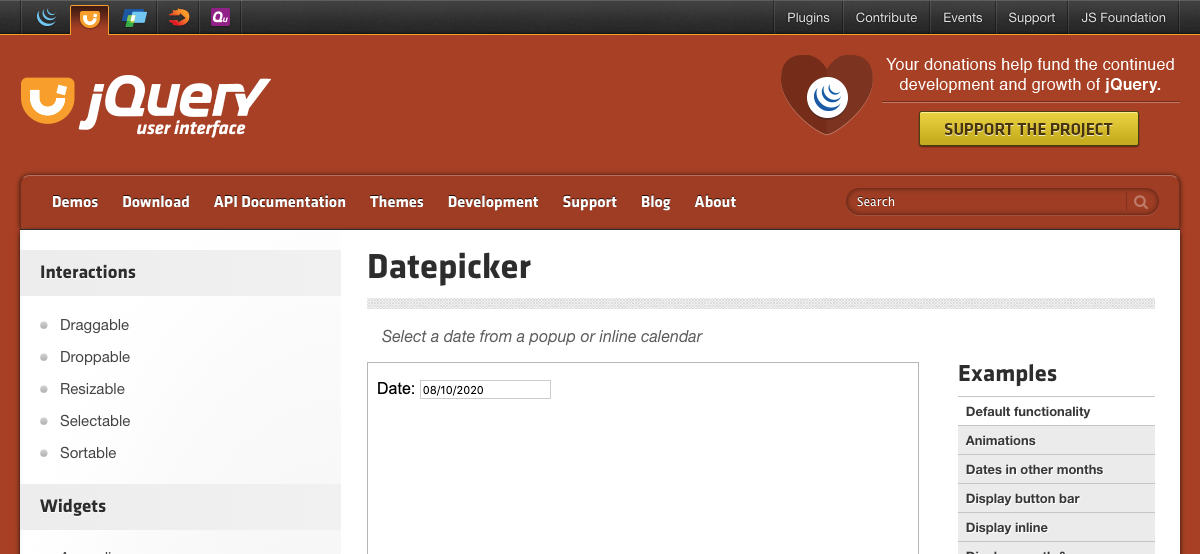 Qu
Plugins
Contribute
Events
Support
JS Foundation
jQuery
user interface
Your donations help fund the continued
development and growth of jQuery.
SUPPORT THE PROJECT
Demos
Download
API Documentation
Themes
Development
Support
Blog
About
Search
Interactions
Draggable
Droppable
Resizable
Selectable
Sortable
Widgets
Datepicker
Select a date from a popup or inline calendar
Date: 08/10/2020
Examples
Default functionality
Animations
Dates in other months
Display button bar
Display inline